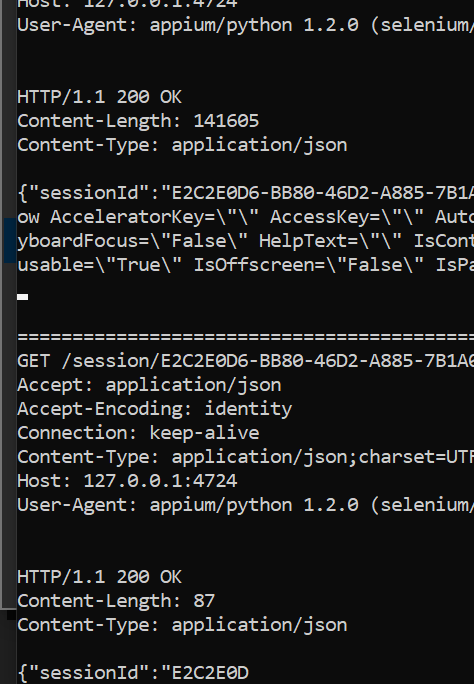 Host: 127.0.0.1:4724
User-Agent: appium/python 1.2.0 (selenium/
HTTP/1.1 200 OK
Content-Length: 141605
Content-Type: application/json
{"sessionId":"E2C2E0D6-BB80-46D2-A885-7B1A
ow AcceleratorKey=\"\" AccessKey=\"\" Auto
yboardFocus=\"False\" HelpText=\"\" IsCont
usable=\"True\" IsOffscreen=\"False\" IsPa
==========================================
GET /session/E2C2E0D6-BB80-46D2-A885-7B1A0
Accept: application/json
Accept-Encoding: identity
Connection: keep-alive
Content-Type: application/json;charset=UTF
Host: 127.0.0.1:4724
User-Agent: appium/python 1.2.0 (selenium/
HTTP/1.1 200 OK
Content-Length: 87
Content-Type: application/json
{"sessionId":"E2C2E0D